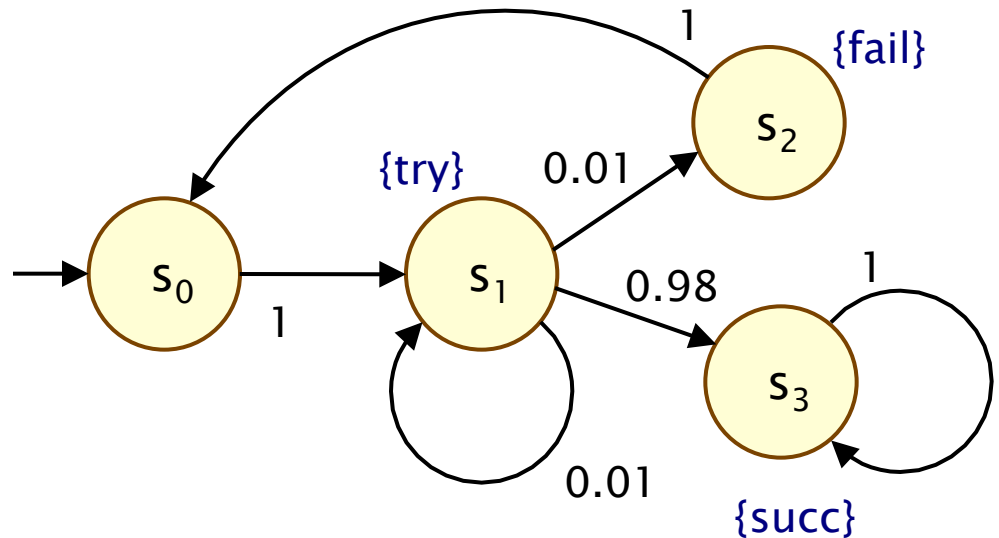 1
{fail}
s2
{try}
0.01
s0
s1
1
0.98
1
s3
0.01
{succ}